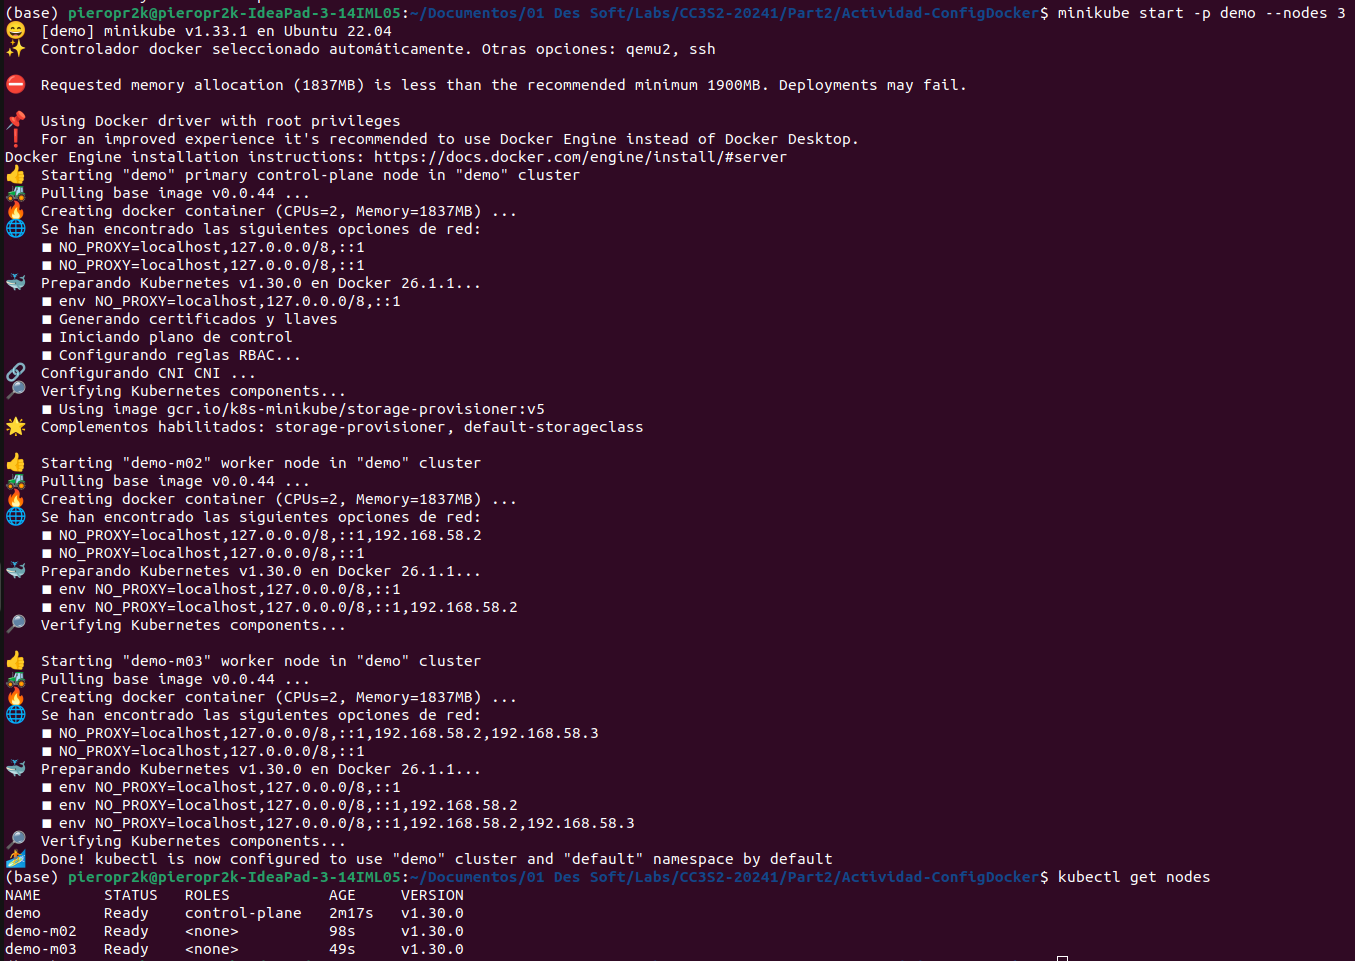 (base) pieropr2k@pieropr2k-IdeaPad-3-14IML05:~/Documentos/01 Des Soft/Labs/CC3S2-20241/Part2/Actividad-ConfigDocker$ minikube start -p demo --nodes 3
[demo] minikube v1.33.1 en Ubuntu 22.04
Controlador docker seleccionado automáticamente. Otras opciones: qemu2, ssh
Requested memory allocation (1837MB) is less than the recommended minimum 1900MB. Deployments may fail.
Using Docker driver with root privileges
For an improved experience it's recommended to use Docker Engine instead of Docker Desktop.
Docker Engine installation instructions: https://docs.docker.com/engine/install/#server
Starting "demo" primary control-plane node in "demo" cluster
Pulling base image v0.0.44 ...
Creating docker container (CPUs=2, Memory=1837MB) ...
Se han encontrado las siguientes opciones de red:
■ NO_PROXY=localhost,127.0.0.0/8,::1
■ NO_PROXY=localhost,127.0.0.0/8,::1
Preparando Kubernetes v1.30.0 en Docker 26.1.1...
■ env NO_PROXY=localhost,127.0.0.0/8,::1
■ Generando certificados y llaves
■ Iniciando plano de control
■ Configurando reglas RBAC...
Configurando CNI CNI ...
Verifying Kubernetes components...
■ Using image gcr.io/k8s-minikube/storage-provisioner:v5
Complementos habilitados: storage-provisioner, default-storageclass
Starting "demo-m02" worker node in "demo" cluster
Pulling base image v0.0.44 ...
Creating docker container (CPUs=2, Memory=1837MB) ...
Se han encontrado las siguientes opciones de red:
■ NO_PROXY=localhost,127.0.0.0/8,::1,192.168.58.2
■ NO_PROXY=localhost,127.0.0.0/8,::1
Preparando Kubernetes v1.30.0 en Docker 26.1.1...
■ env NO_PROXY=localhost,127.0.0.0/8,::1
■ env NO_PROXY=localhost,127.0.0.0/8,::1,192.168.58.2
Verifying Kubernetes components...
Starting "demo-m03" worker node in "demo" cluster
Pulling base image v0.0.44 ...
Creating docker container (CPUs=2, Memory=1837MB) ...
Se han encontrado las siguientes opciones de red:
■ NO_PROXY=localhost,127.0.0.0/8,::1,192.168.58.2,192.168.58.3
■ NO_PROXY=localhost,127.0.0.0/8,::1
Preparando Kubernetes v1.30.0 en Docker 26.1.1...
■ env NO_PROXY=localhost,127.0.0.0/8,::1
■ env NO_PROXY=localhost,127.0.0.0/8,::1,192.168.58.2
■ env NO_PROXY=localhost,127.0.0.0/8,::1,192.168.58.2,192.168.58.3
Verifying Kubernetes components...
Done! kubectl is now configured to use "demo" cluster and "default" namespace by default
(base) pieropr2k@pieropr2k-IdeaPad-3-14IML05:~/Documentos/01 Des Soft/Labs/CC3S2-20241/Part2/Actividad-ConfigDocker$ kubectl get nodes
NAME STATUS ROLES AGE VERSION
demo Ready control-plane 2m17s v1.30.0
demo-m02 Ready <none> 98s v1.30.0
demo-m03 Ready <none> 49s v1.30.0